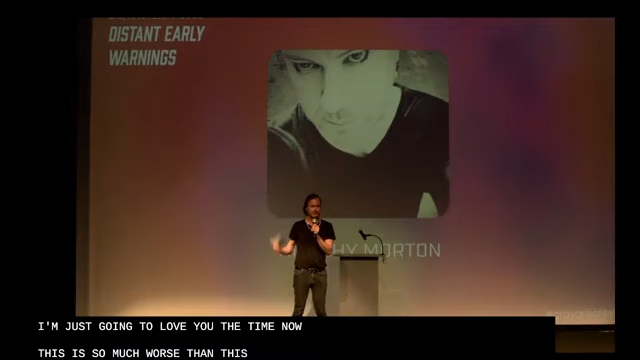 DISTANT EARLY
WARNINGS
HY MORTON
I'M JUST GOING TO LOVE YOU THE TIME NOW
THIS IS SO MUCH WORSE THAN THIS